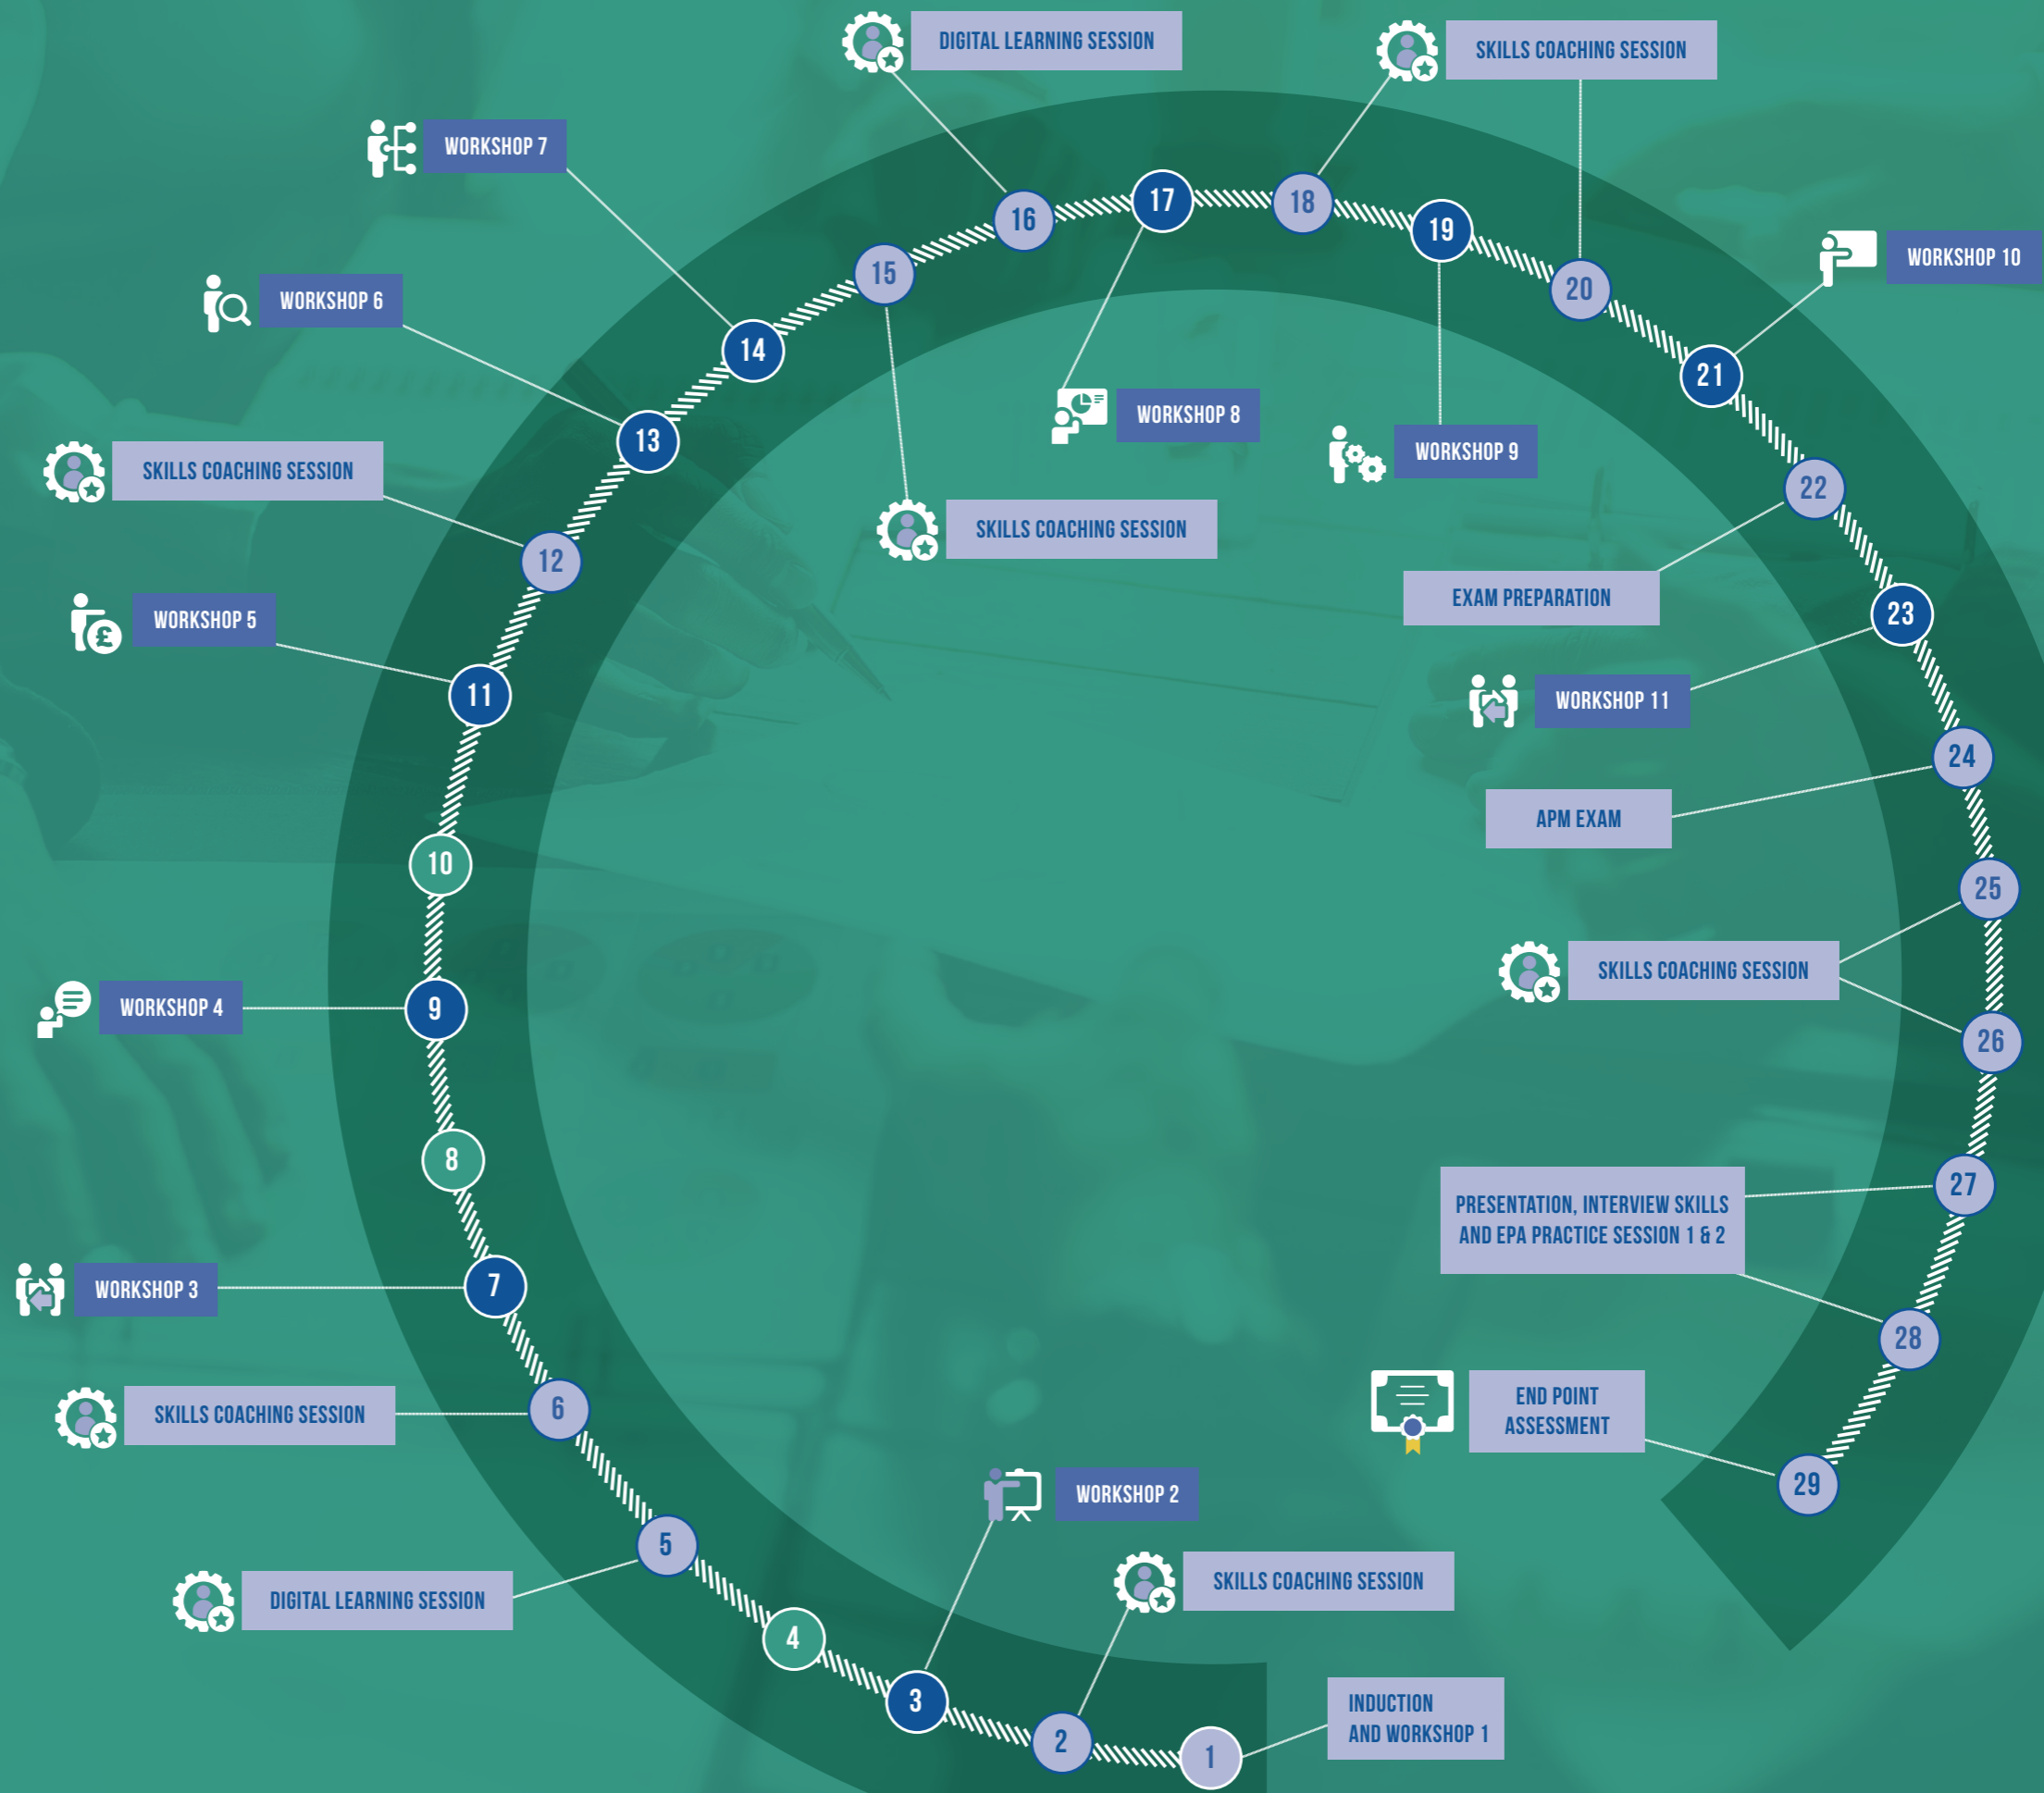 1
INDUCTION
AND WORKSHOP 1
2
SKILLS COACHING SESSION
3
WORKSHOP 2
4
5
DIGITAL LEARNING SESSION
6
SKILLS COACHING SESSION
7
WORKSHOP 3
8
9
WORKSHOP 4
10
11
WORKSHOP 5
£
12
SKILLS COACHING SESSION
13
WORKSHOP 6
14
WORKSHOP 7
15
SKILLS COACHING SESSION
16
DIGITAL LEARNING SESSION
17
WORKSHOP 8
18
SKILLS COACHING SESSION
19
WORKSHOP 9
20
21
WORKSHOP 10
22
EXAM PREPARATION
23
WORKSHOP 11
24
APM EXAM
25
SKILLS COACHING SESSION
26
27
PRESENTATION, INTERVIEW SKILLS
AND EPA PRACTICE SESSION 1 & 2
28
29
END POINT
ASSESSMENT